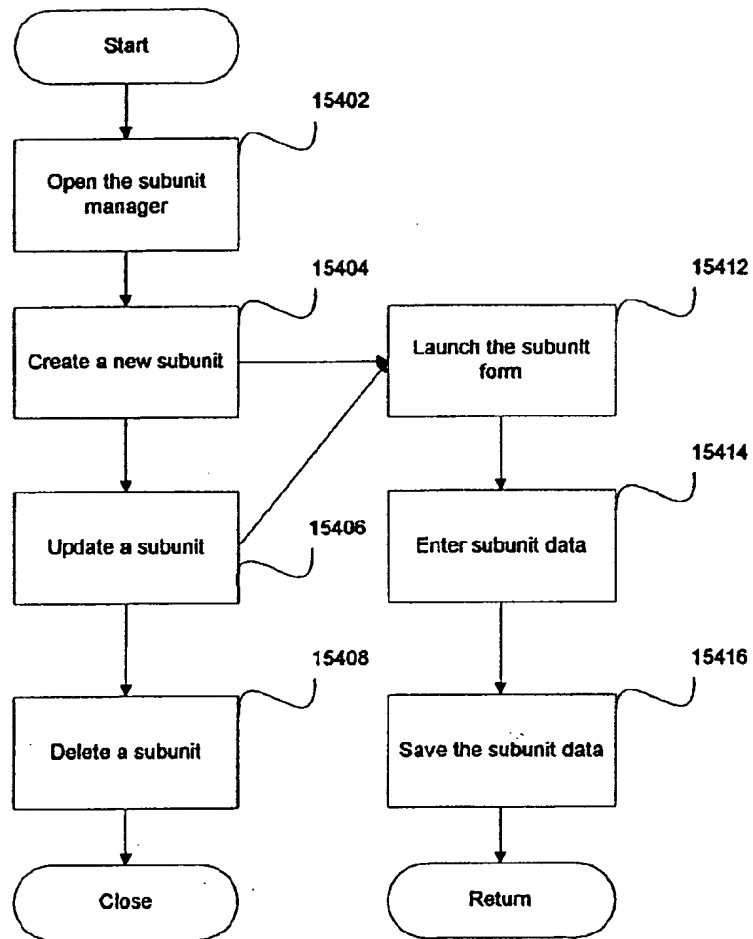 Start
15402
Open the subunit
manager
15404
Create a new subunit
15412
Launch the subunit
form
Update a subunit
15406
15414
Enter subunit data
15408
Delete a subunit
15416
Save the subunit data
Close
Return